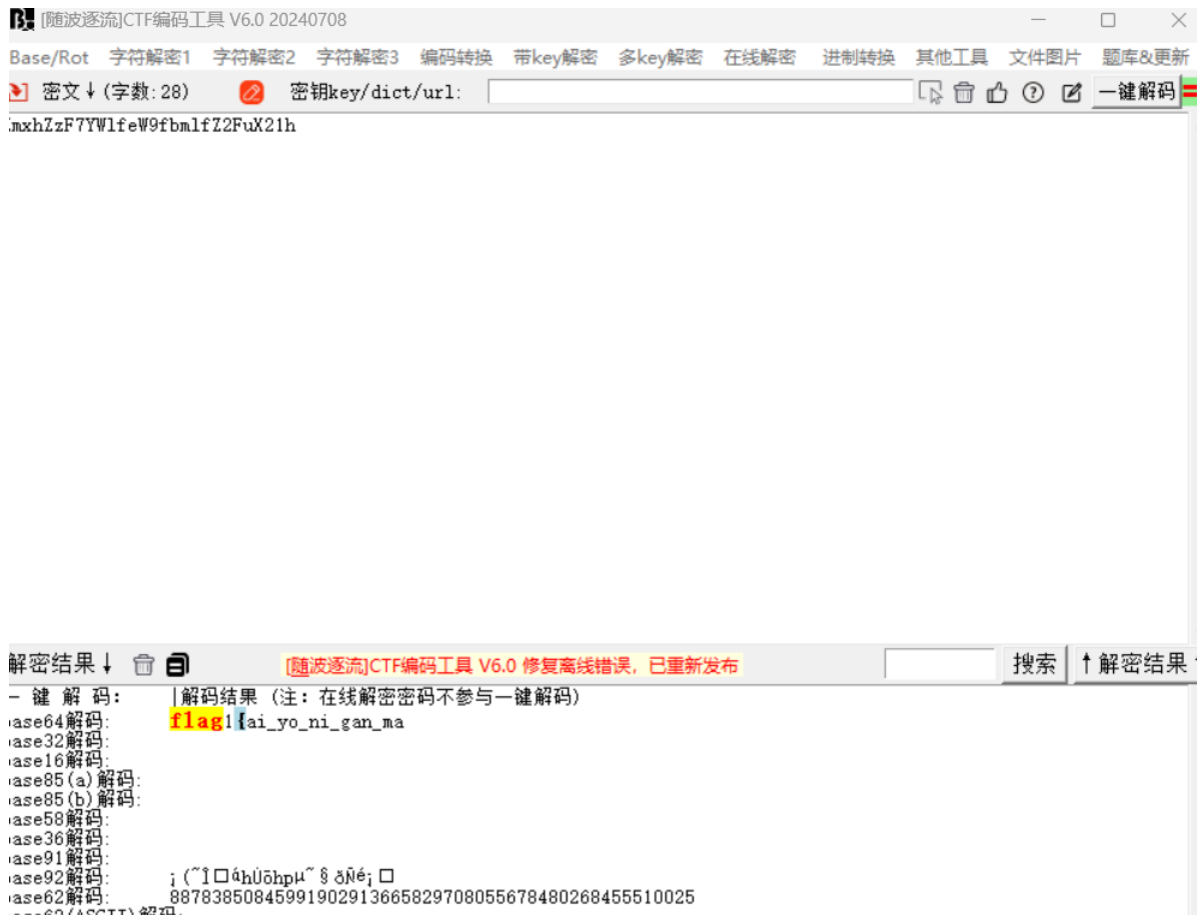 [随波逐流]CTF编码工具 V6.0 20240708
Base/Rot 字符解密1 字符解密2 字符解密3 编码转换 带key解密 多key解密 在线解密 进制转换 其他工具 文件图片 题库&更新
密文↓(字数:28) 密钥key/dict/url: 一键解码
mxhZzF7YWlfeW9fbmlfZ2FuX21h
解密结果↓ [随波逐流]CTF编码工具 V6.0 修复离线错误，已重新发布 搜索 ↑解密结果
一 键 解 码: |解码结果 (注: 在线解密密码不参与一键解码)
ase64解码: flag1{ai_yo_ni_gan_ma
ase32解码:
ase16解码:
ase85(a)解码:
ase85(b)解码:
ase58解码:
ase36解码:
ase91解码:
ase92解码:
ase62解码: 88783850845991902913665829708055678480268455510025